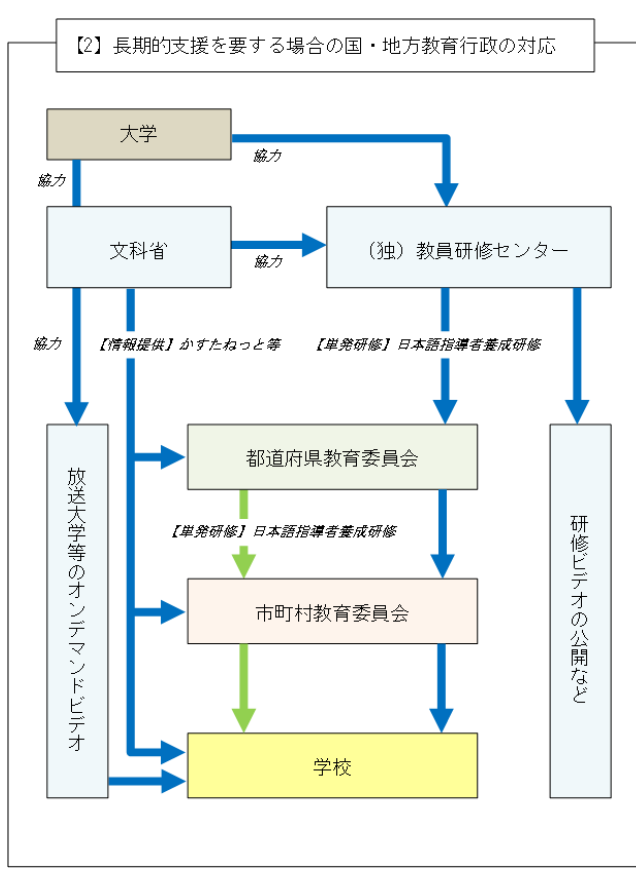 【2】長期的支援を要する場合の国・地方教育行政の対応
大学
協力
協力
文科省
協力
（独）教員研修センター
協力
【情報提供】かすたねっと等
【単発研修】日本語指導者養成研修
都道府県教育委員会
【単発研修】日本語指導者養成研修
市町村教育委員会
学校
放送大学等のオンデマンドビデオ
研修ビデオの公開など